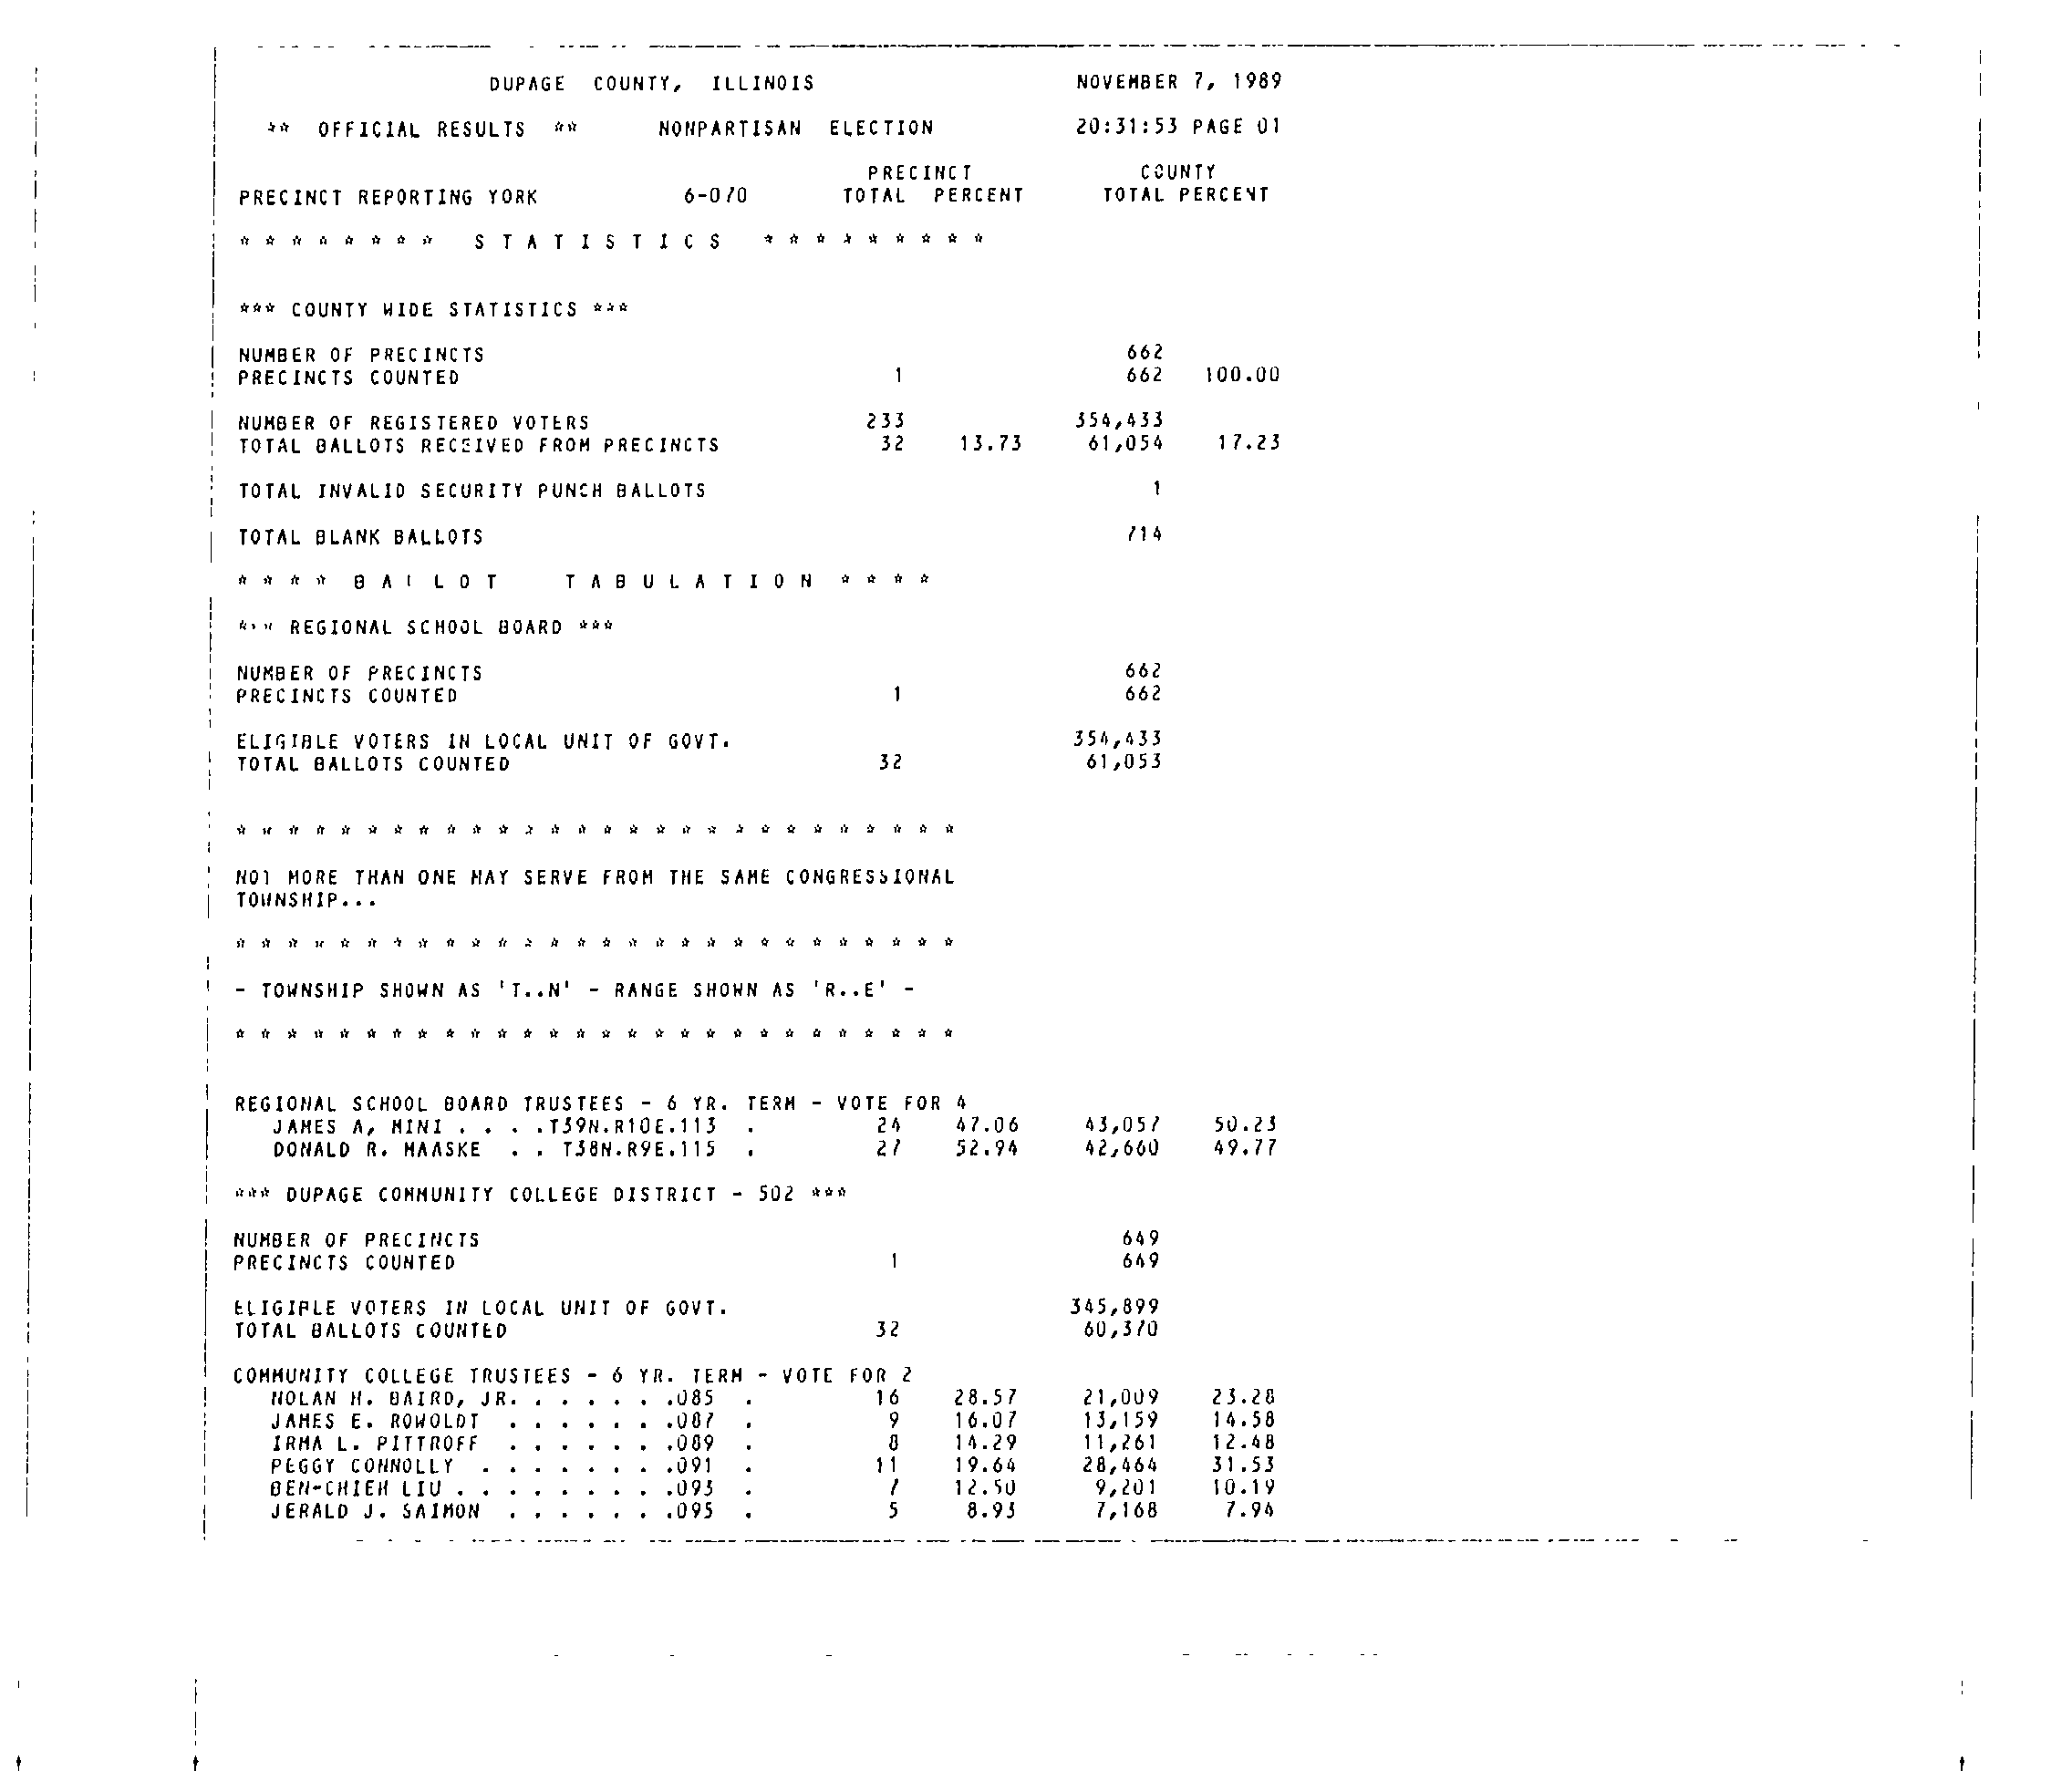 DUPAGE COUNTY, ILLINOIS NOVEMBER 7, 1989
** OFFICIAL RESULTS ** NONPARTISAN ELECTION 20:31:53 PAGE 01
PRECINCT COUNTY
PRECINCT REPORTING YORK 6-070 TOTAL PERCENT TOTAL PERCENT
* * * * * * * * S T A T I S T I C S * * * * * * * * *
*** COUNTY WIDE STATISTICS ***
NUMBER OF PRECINCTS 662
PRECINCTS COUNTED 1 662 100.00
NUMBER OF REGISTERED VOTERS 233 354,433
TOTAL BALLOTS RECEIVED FROM PRECINCTS 32 13.73 61,054 17.23
TOTAL INVALID SECURITY PUNCH BALLOTS 1
TOTAL BLANK BALLOTS 714
* * * * B A L L O T T A B U L A T I O N * * * *
*** REGIONAL SCHOOL BOARD ***
NUMBER OF PRECINCTS 662
PRECINCTS COUNTED 1 662
ELIGIBLE VOTERS IN LOCAL UNIT OF GOVT. 354,433
TOTAL BALLOTS COUNTED 32 61,053
* * * * * * * * * * * * * * * * * * * * * * * * * * * *
NOT MORE THAN ONE MAY SERVE FROM THE SAME CONGRESSIONAL
TOWNSHIP...
* * * * * * * * * * * * * * * * * * * * * * * * * * * *
- TOWNSHIP SHOWN AS 'T..N' - RANGE SHOWN AS 'R..E' -
* * * * * * * * * * * * * * * * * * * * * * * * * * * *
REGIONAL SCHOOL BOARD TRUSTEES - 6 YR. TERM - VOTE FOR 4
JAMES A. MINI . . . .T39N.R10E.113 . 24 47.06 43,057 50.23
DONALD R. MAASKE . . T38N.R9E.115 . 27 52.94 42,660 49.77
*** DUPAGE COMMUNITY COLLEGE DISTRICT - 502 ***
NUMBER OF PRECINCTS 649
PRECINCTS COUNTED 1 649
ELIGIBLE VOTERS IN LOCAL UNIT OF GOVT. 345,899
TOTAL BALLOTS COUNTED 32 60,370
COMMUNITY COLLEGE TRUSTEES - 6 YR. TERM - VOTE FOR 2
NOLAN H. BAIRD, JR. . . . . . .085 . 16 28.57 21,009 23.28
JAMES E. ROWOLDT . . . . . . .087 . 9 16.07 13,159 14.58
IRMA L. PITTROFF . . . . . . .089 . 8 14.29 11,261 12.48
PEGGY CONNOLLY . . . . . . . .091 . 11 19.64 28,464 31.53
BEN-CHIEH LIU . . . . . . . . .093 . 7 12.50 9,201 10.19
JERALD J. SAIMON . . . . . . .095 . 5 8.93 7,168 7.94